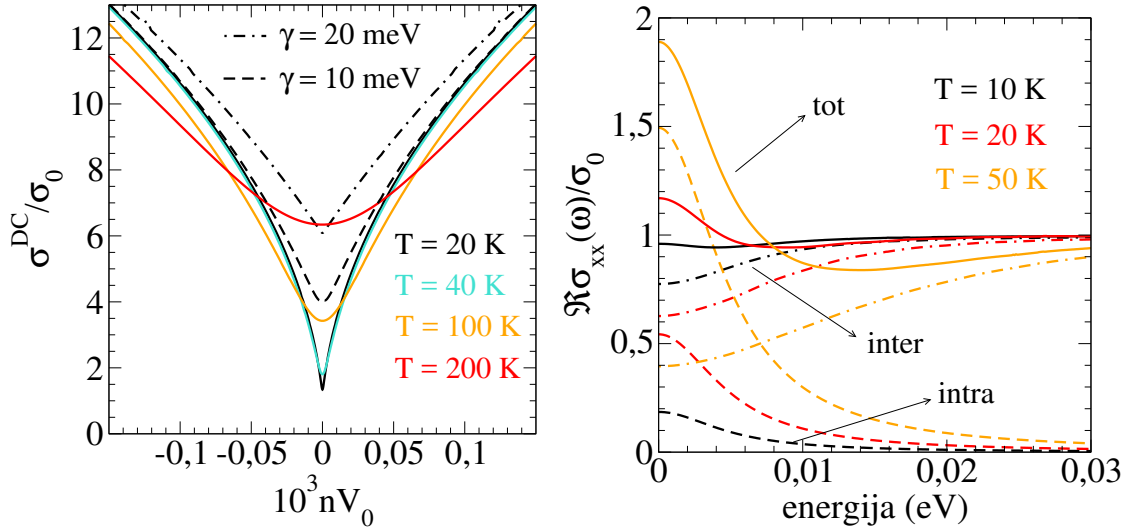 12
10
8
6
4
2
0
σ^DC/σ_0
γ = 20 meV
γ = 10 meV
T = 20 K
T = 40 K
T = 100 K
T = 200 K
-0,1 -0,05 0 0,05 0,1
10^3nV_0
2
1,5
1
0,5
0
ℜσ_xx(ω)/σ_0
tot
T = 10 K
T = 20 K
T = 50 K
inter
intra
0,00 0,01 0,02 0,03
energija (eV)